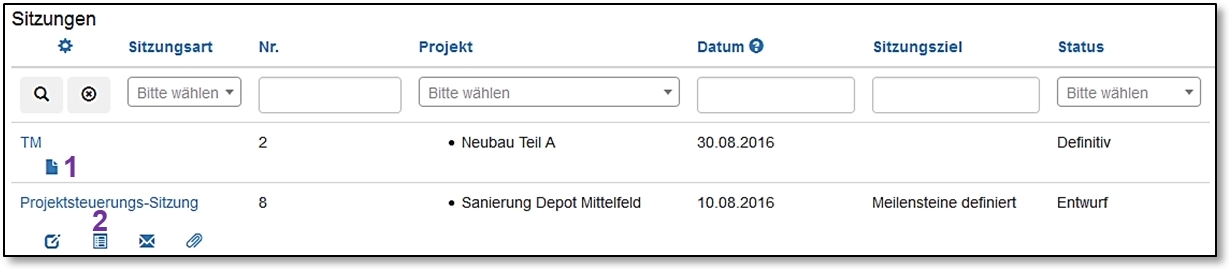 Sitzungen
Sitzungsart Nr. Projekt Datum Sitzungsziel Status
Bitte wählen Bitte wählen Bitte wählen
TM 2 • Neubau Teil A 30.08.2016 Definitiv
1
Projektsteuerungs-Sitzung 8 • Sanierung Depot Mittelfeld 10.08.2016 Meilensteine definiert Entwurf
2